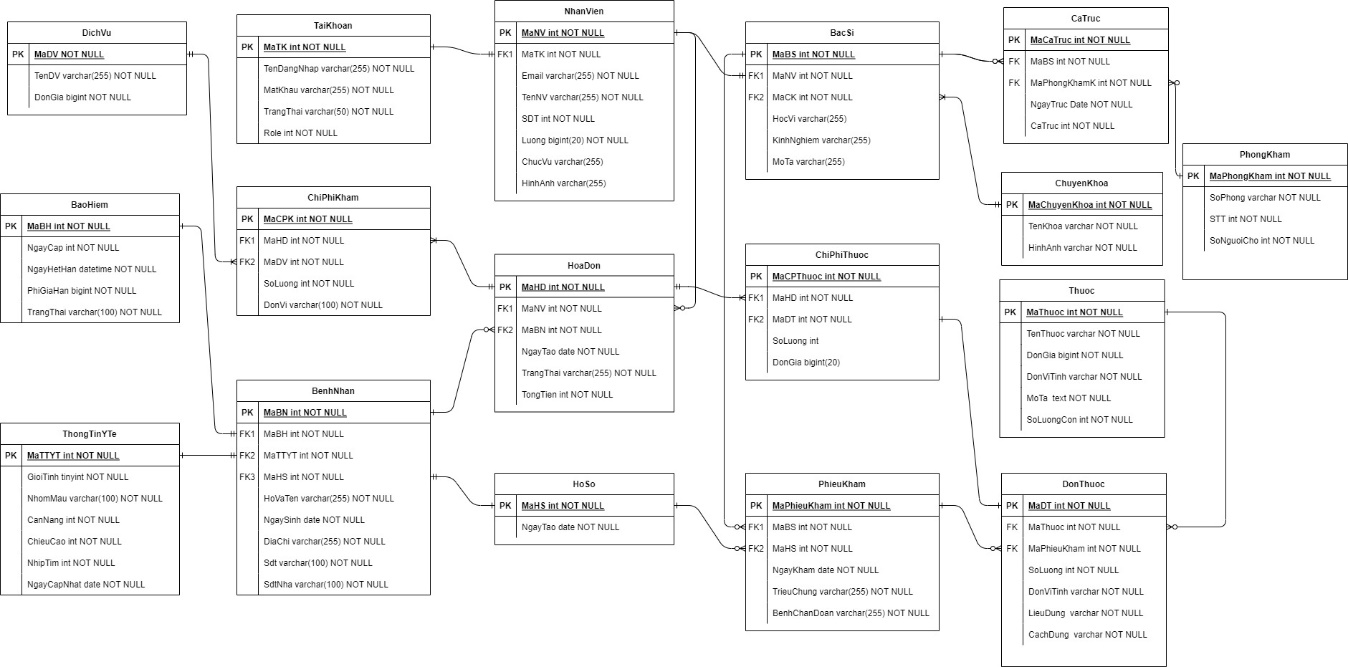 DichVu
PK MaDV NOT NULL
TenDV varchar(255) NOT NULL
DonGia bigint NOT NULL
TaiKhoan
PK MaTK int NOT NULL
TenDangNhap varchar(255) NOT NULL
MatKhau varchar(255) NOT NULL
TrangThai varchar(50) NOT NULL
Role int NOT NULL
NhanVien
PK MaNV int NOT NULL
FK1 MaTK int NOT NULL
Email varchar(255) NOT NULL
TenNV varchar(255) NOT NULL
SDT int NOT NULL
Luong bigint(20) NOT NULL
ChucVu varchar(255)
HinhAnh varchar(255)
BacSi
PK MaBS int NOT NULL
FK1 MaNV int NOT NULL
FK2 MaCK int NOT NULL
HocVi varchar(255)
KinhNghiem varchar(255)
MoTa varchar(255)
CaTruc
PK MaCaTruc int NOT NULL
FK MaBS int NOT NULL
FK MaPhongKhamK int NOT NULL
NgayTruc Date NOT NULL
CaTruc int NOT NULL
PhongKham
PK MaPhongKham int NOT NULL
SoPhong varchar NOT NULL
STT int NOT NULL
SoNguoiCho int NOT NULL
BaoHiem
PK MaBH int NOT NULL
NgayCap int NOT NULL
NgayHetHan datetime NOT NULL
PhiGiaHan bigint NOT NULL
TrangThai varchar(100) NOT NULL
ChiPhiKham
PK MaCPK int NOT NULL
FK1 MaHD int NOT NULL
FK2 MaDV int NOT NULL
SoLuong int NOT NULL
DonVi varchar(100) NOT NULL
HoaDon
PK MaHD int NOT NULL
FK1 MaNV int NOT NULL
FK2 MaBN int NOT NULL
NgayTao date NOT NULL
TrangThai varchar(255) NOT NULL
TongTien int NOT NULL
ChiPhiThuoc
PK MaCPThuoc int NOT NULL
FK1 MaHD int NOT NULL
FK2 MaDT int NOT NULL
SoLuong int
DonGia bigint(20)
ChuyenKhoa
PK MaChuyenKhoa int NOT NULL
TenKhoa varchar NOT NULL
HinhAnh varchar NOT NULL
Thuoc
PK MaThuoc int NOT NULL
TenThuoc varchar NOT NULL
DonGia bigint NOT NULL
DonViTinh varchar NOT NULL
MoTa text NOT NULL
SoLuongCon int NOT NULL
ThongTinYTe
PK MaTTYT int NOT NULL
GioiTinh tinyint NOT NULL
NhomMau varchar(100) NOT NULL
CanNang int NOT NULL
ChieuCao int NOT NULL
NhipTim int NOT NULL
NgayCapNhat date NOT NULL
BenhNhan
PK MaBN int NOT NULL
FK1 MaBH int NOT NULL
FK2 MaTTYT int NOT NULL
FK3 MaHS int NOT NULL
HoVaTen varchar(255) NOT NULL
NgaySinh date NOT NULL
DiaChi varchar(255) NOT NULL
Sdt varchar(100) NOT NULL
SdtNha varchar(100) NOT NULL
HoSo
PK MaHS int NOT NULL
NgayTao date NOT NULL
PhieuKham
PK MaPhieuKham int NOT NULL
FK1 MaBS int NOT NULL
FK2 MaHS int NOT NULL
NgayKham date NOT NULL
TrieuChung varchar(255) NOT NULL
BenhChanDoan varchar(255) NOT NULL
DonThuoc
PK MaDT int NOT NULL
FK MaThuoc int NOT NULL
FK MaPhieuKham int NOT NULL
SoLuong int NOT NULL
DonViTinh varchar NOT NULL
LieuDung varchar NOT NULL
CachDung varchar NOT NULL